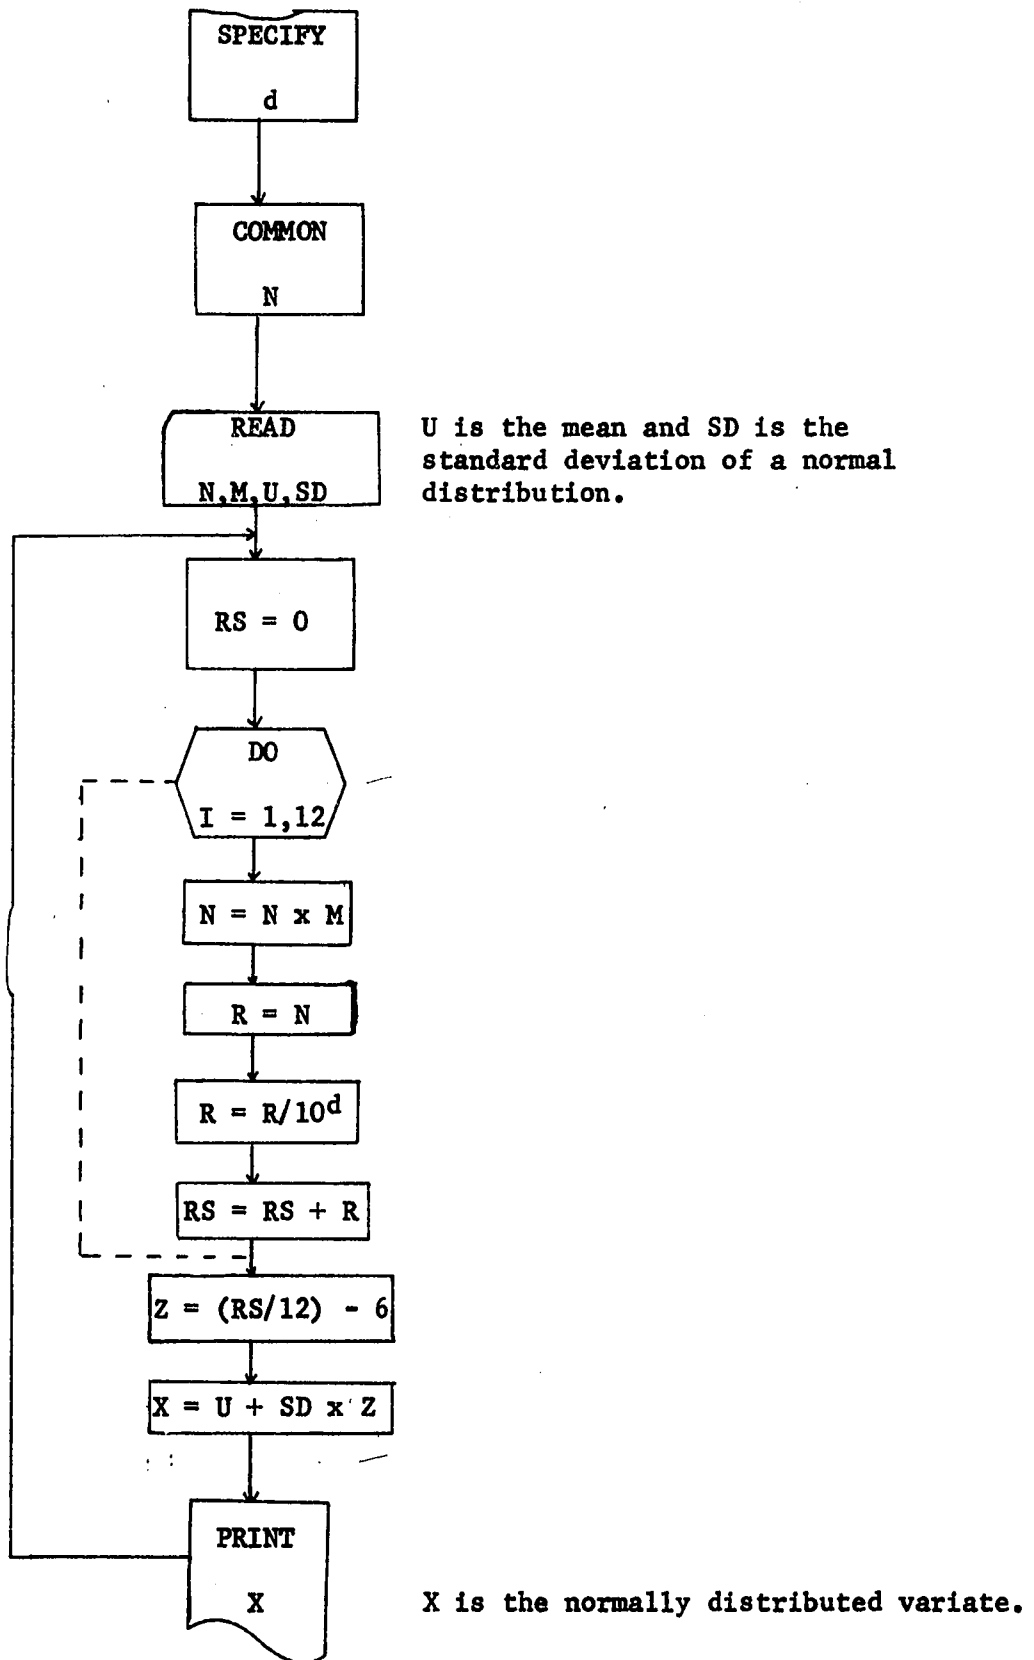 SPECIFY
d
COMMON
N
READ
N,M,U,SD
U is the mean and SD is the
standard deviation of a normal
distribution.
RS = 0
DO
I = 1,12
N = N x M
R = N
R = R/10^d
RS = RS + R
Z = (RS/12) - 6
X = U + SD x Z
PRINT
X
X is the normally distributed variate.